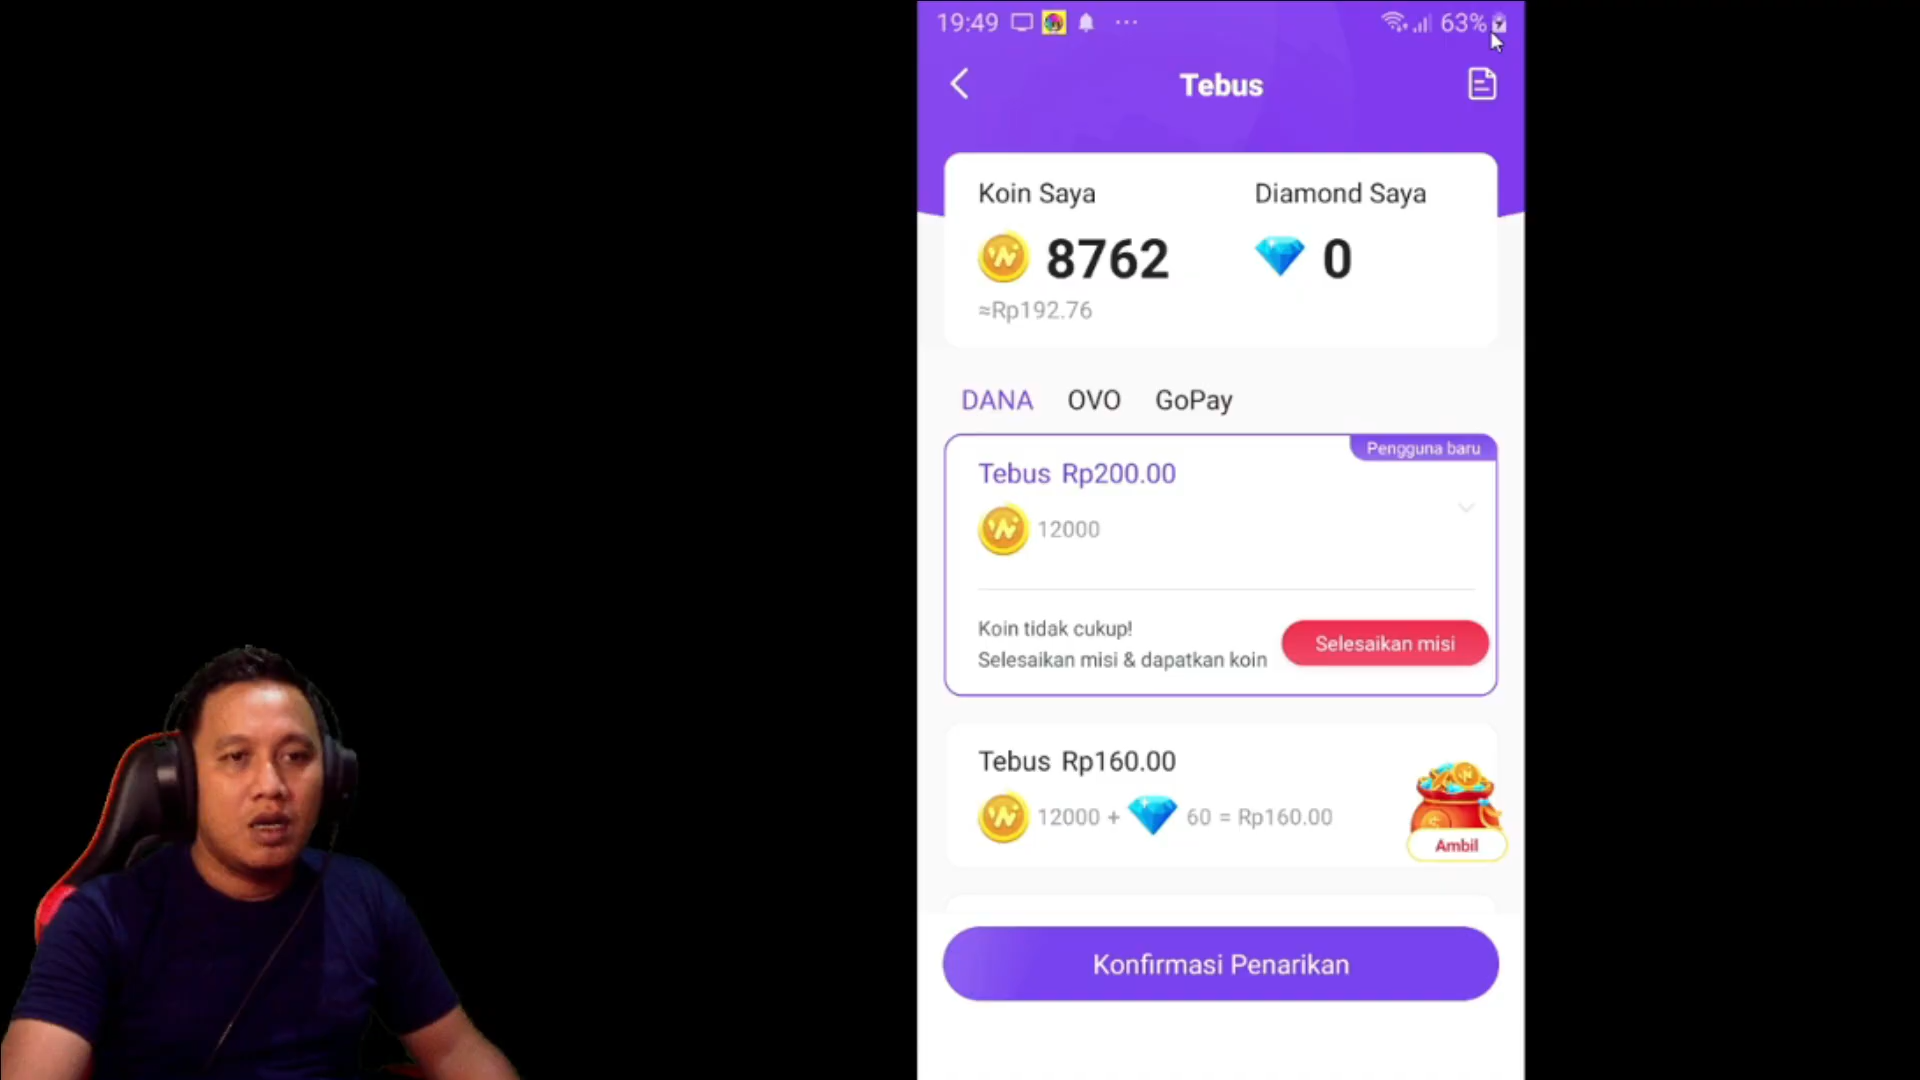 19:49 63%
Tebus
Koin Saya Diamond Saya
8762 0
≈Rp192.76
DANA OVO GoPay
Pengguna baru
Tebus Rp200.00
12000
Koin tidak cukup!
Selesaikan misi & dapatkan koin
Selesaikan misi
Tebus Rp160.00
12000 + 60 = Rp160.00
Ambil
Konfirmasi Penarikan